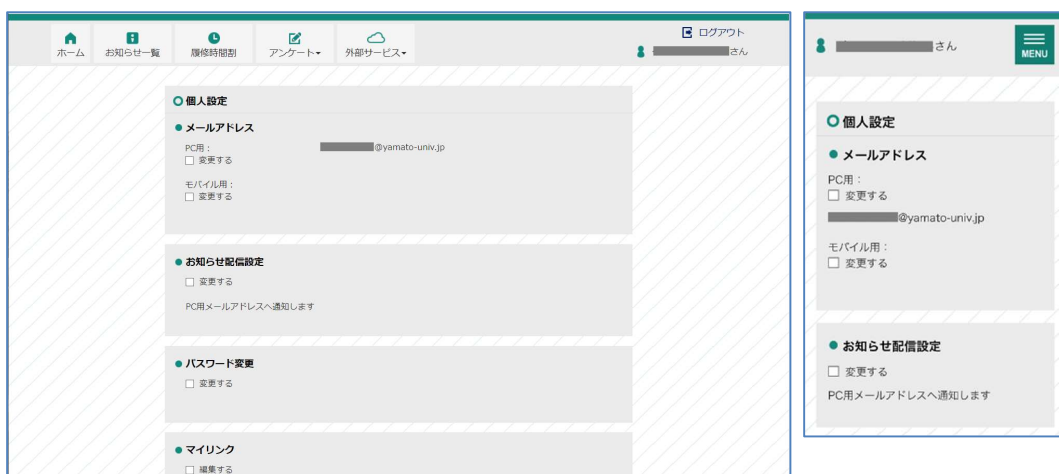 ホーム お知らせ一覧 履修時間割 アンケート▾ 外部サービス▾
ログアウト
さん
個人設定
メールアドレス
PC用:
@yamato-univ.jp
変更する
モバイル用:
変更する
お知らせ配信設定
変更する
PC用メールアドレスへ通知します
パスワード変更
変更する
マイリンク
編集する
さん
MENU
個人設定
メールアドレス
PC用:
変更する
@yamato-univ.jp
モバイル用:
変更する
お知らせ配信設定
変更する
PC用メールアドレスへ通知します